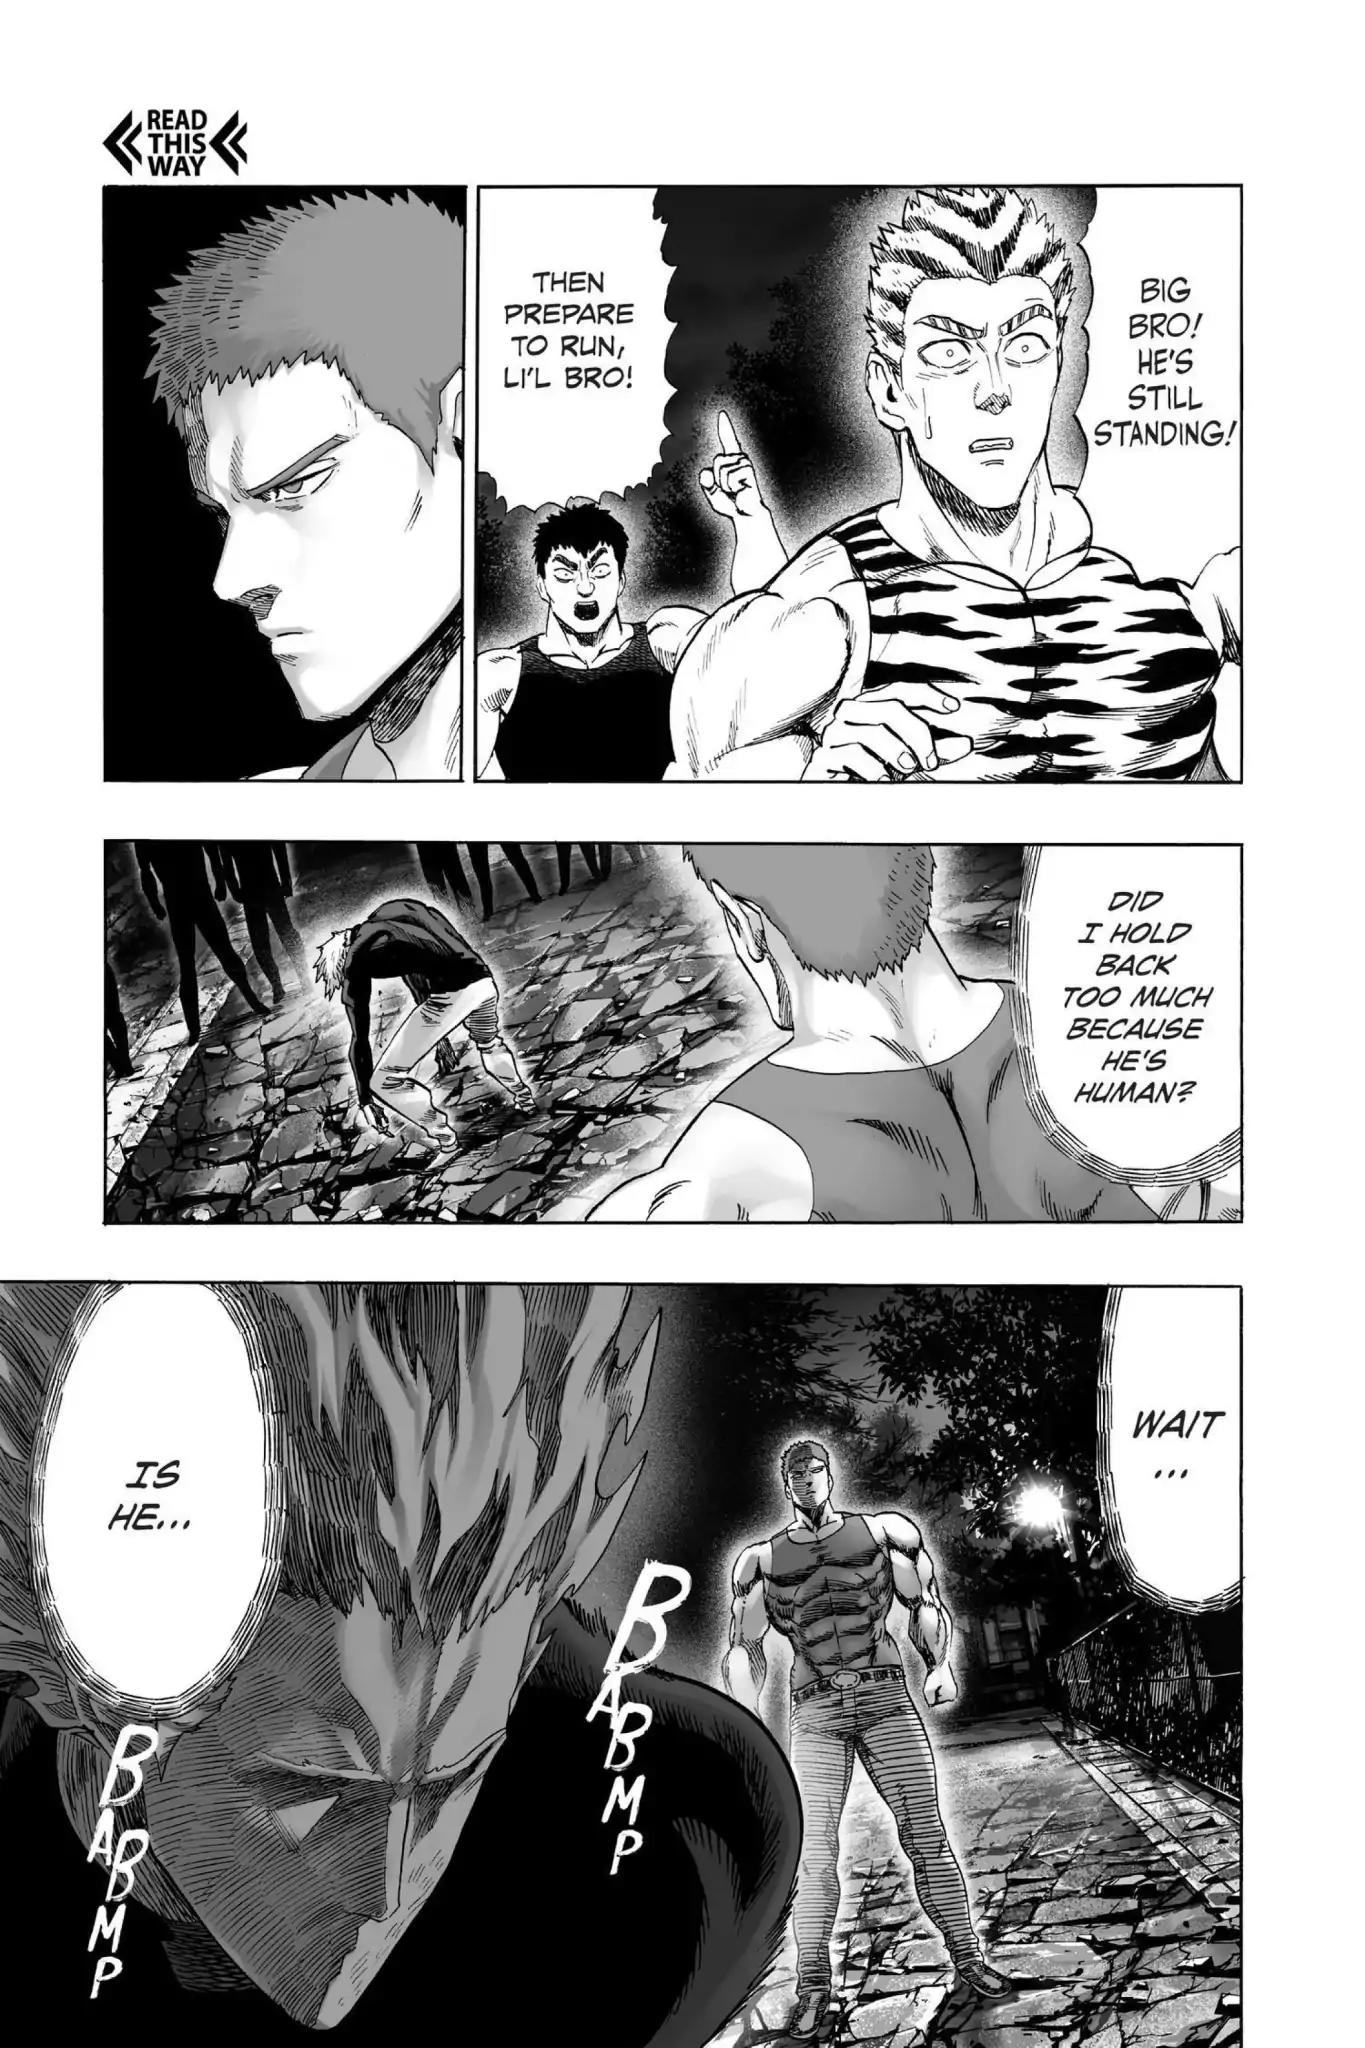 READ
THIS
WAY
BIG
BRO!
HE'S
STILL
STANDING!
THEN
PREPARE
TO RUN,
LI'L BRO!
DID
I HOLD
BACK
TOO MUCH
BECAUSE
HE'S
HUMAN?
WAIT
...
BABMP
IS
HE...
BABMP